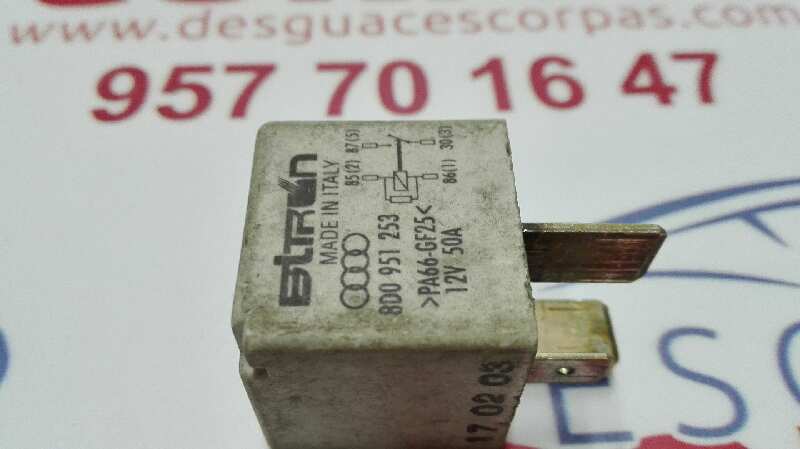 www.desguacescorpas.com
957 70 16 47
BITRON
MADE IN ITALY
8D0 951 253
>PA66-GF25<
12V 50A
85(2) 87(5)
86(1) 30(3)
17 02 03
ESC